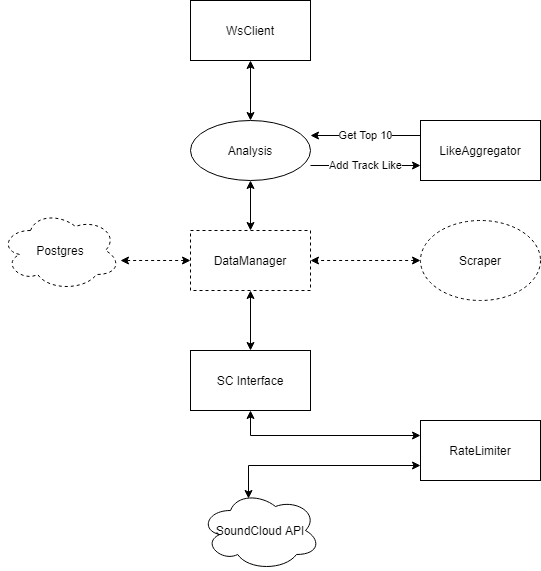 WsClient
Analysis
Get Top 10
LikeAggregator
Add Track Like
Postgres
DataManager
Scraper
SC Interface
RateLimiter
SoundCloud API